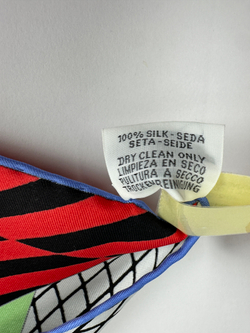 100% SILK-SEDA
SETA-SEIDE
DRY CLEAN ONLY
LIMPIEZA EN SECO
PULITURA A SECCO
TROCKENREINIGUNG